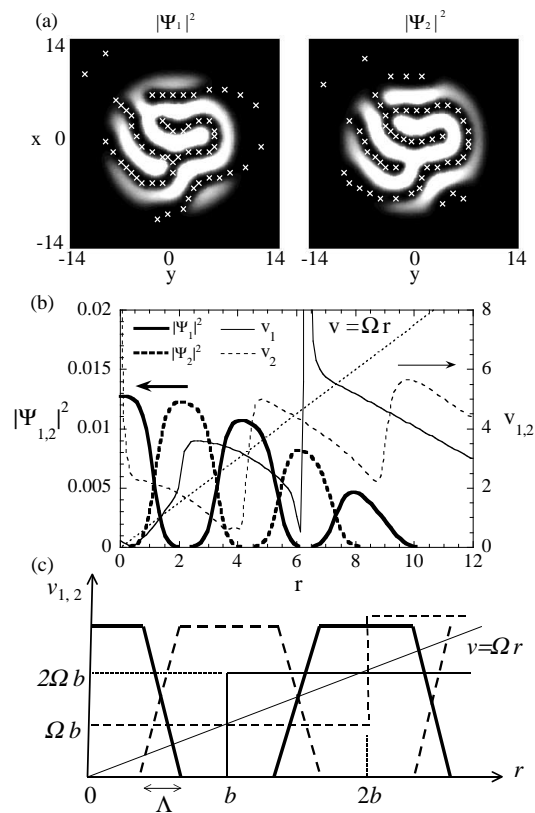 (a) |Ψ₁|² |Ψ₂|²
14
x 0
-14
-14 0 14 -14 0 14
y y
(b)
0.02 8
|Ψ₁|² v₁ v = Ω r
|Ψ₂|² v₂
0.015 6
|Ψ₁,₂|² 0.01 4 v₁,₂
0.005 2
0 0
0 2 4 6 8 10 12
r
(c)
v₁, ₂
v=Ω r
2Ω b
Ω b
0 b 2b r
Λ